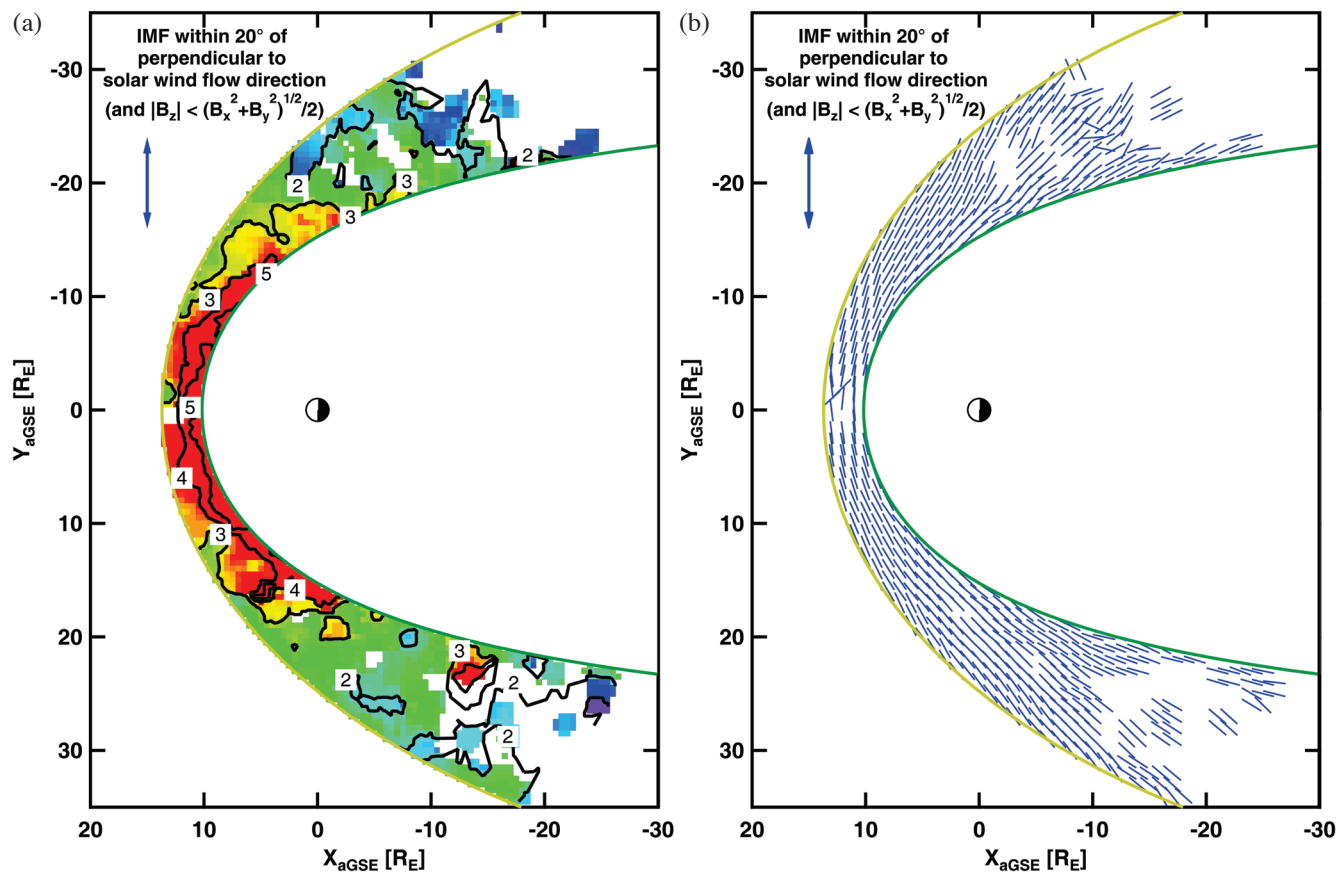 (a)
IMF within 20° of
perpendicular to
solar wind flow direction
(and |B_z| < (B_x^2+B_y^2)^1/2/2)
-30
-20
-10
0
10
20
30
Y_aGSE [R_E]
2
2
3
3
5
3
5
4
3
4
3
2
2
2
20
10
0
-10
-20
-30
X_aGSE [R_E]
(b)
IMF within 20° of
perpendicular to
solar wind flow direction
(and |B_z| < (B_x^2+B_y^2)^1/2/2)
-30
-20
-10
0
10
20
30
Y_aGSE [R_E]
20
10
0
-10
-20
-30
X_aGSE [R_E]